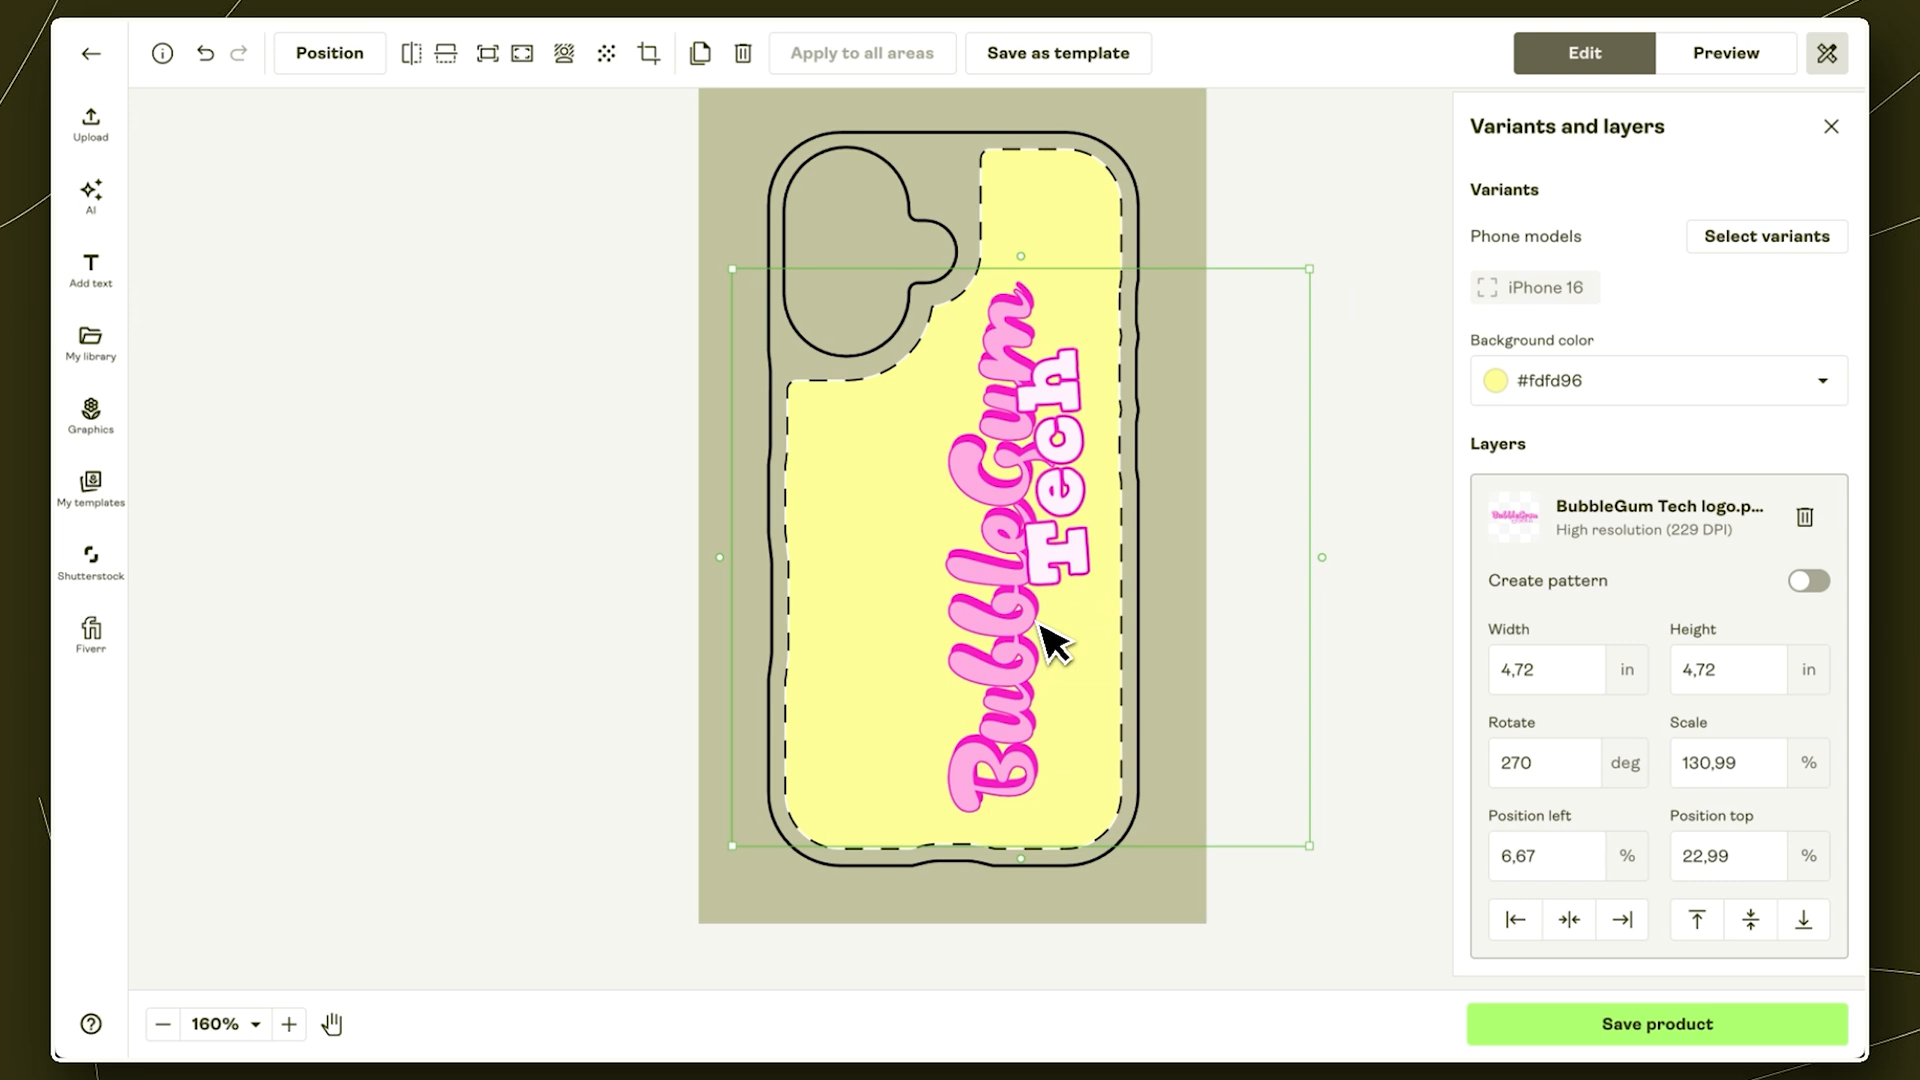 Position
Apply to all areas
Save as template
Edit
Preview
Upload
AI
Add text
My library
Graphics
My templates
Shutterstock
Fiverr
BubbleGum
Tech
Variants and layers
Variants
Phone models
Select variants
iPhone 16
Background color
#fdfd96
Layers
BubbleGum Tech logo.p...
High resolution (229 DPI)
Create pattern
Width
Height
4,72 in
4,72 in
Rotate
Scale
270 deg
130,99 %
Position left
Position top
6,67 %
22,99 %
160%
Save product